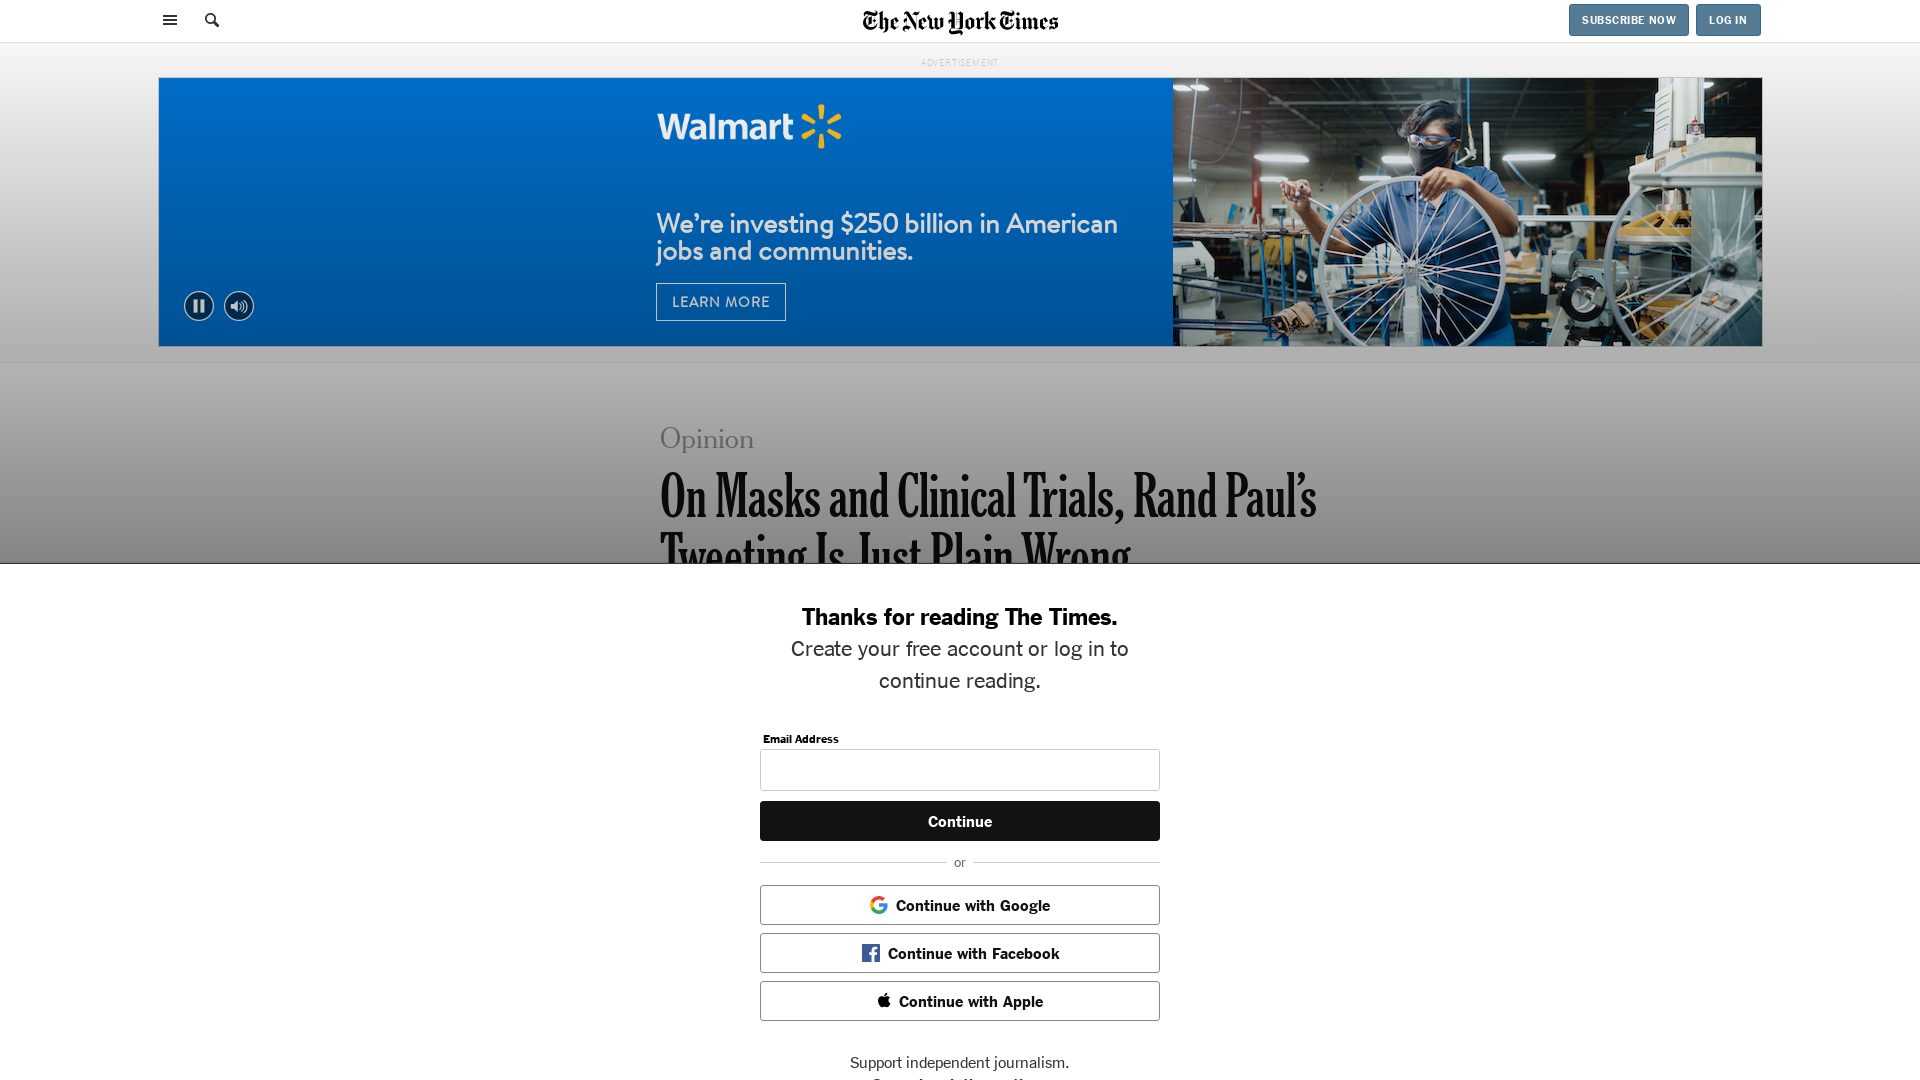 The New York Times
SUBSCRIBE NOW
LOG IN
ADVERTISEMENT
Walmart
We're investing $250 billion in American
jobs and communities.
LEARN MORE
Opinion
On Masks and Clinical Trials, Rand Paul's
Tweeting Is Just Plain Wrong
Thanks for reading The Times.
Create your free account or log in to
continue reading.
Email Address
Continue
or
Continue with Google
Continue with Facebook
Continue with Apple
Support independent journalism.